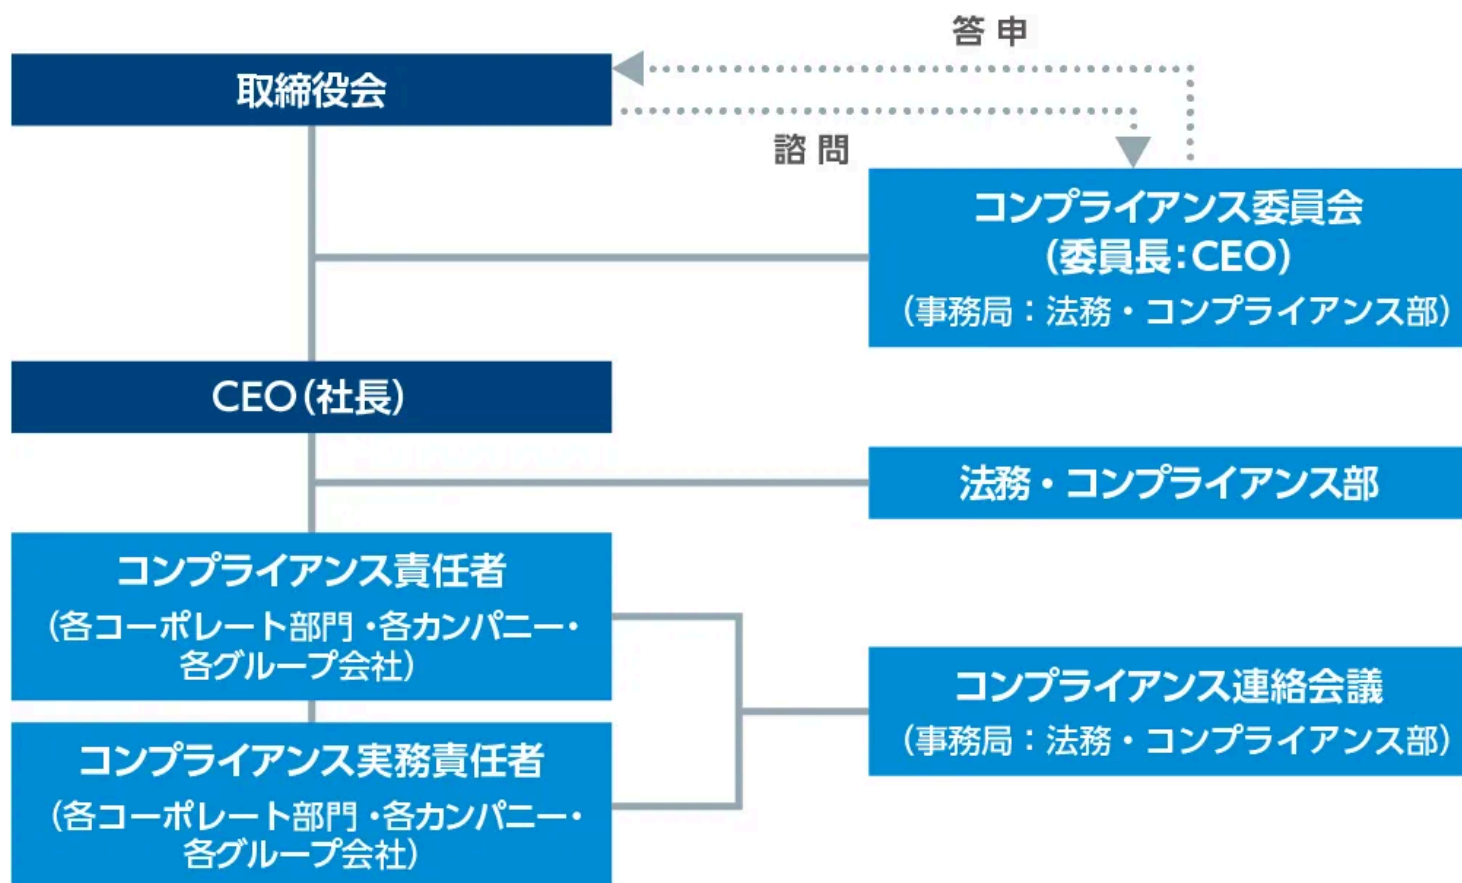 答申
取締役会
諮問
コンプライアンス委員会
(委員長:CEO)
(事務局:法務・コンプライアンス部)
CEO(社長)
法務・コンプライアンス部
コンプライアンス責任者
(各コーポレート部門・各カンパニー・
各グループ会社)
コンプライアンス連絡会議
(事務局:法務・コンプライアンス部)
コンプライアンス実務責任者
(各コーポレート部門・各カンパニー・
各グループ会社)